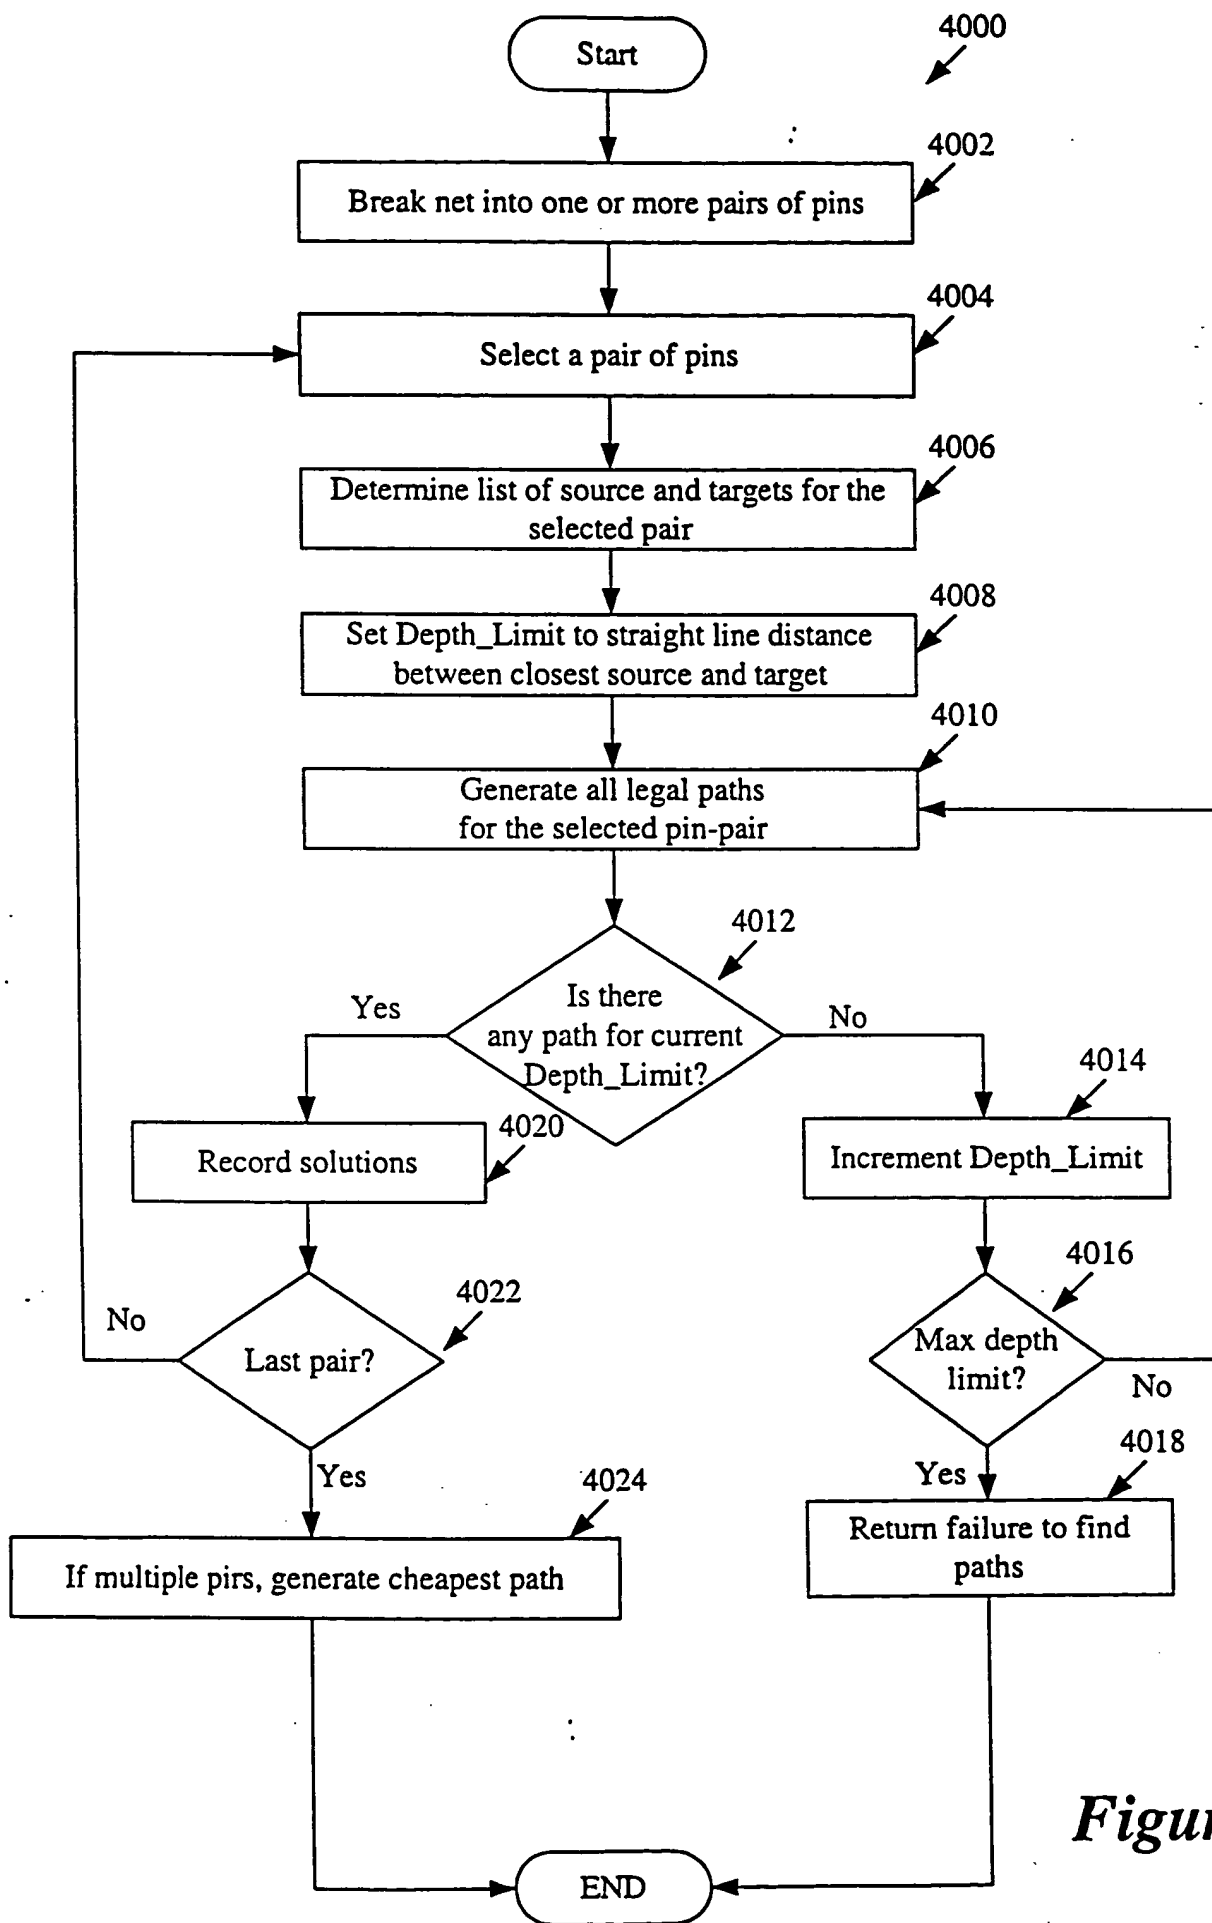 4000
Start
4002
Break net into one or more pairs of pins
4004
Select a pair of pins
4006
Determine list of source and targets for the
selected pair
4008
Set Depth_Limit to straight line distance
between closest source and target
4010
Generate all legal paths
for the selected pin-pair
4012
Is there
any path for current
Depth_Limit?
Yes
No
4014
Increment Depth_Limit
4020
Record solutions
4016
Max depth
limit?
No
4022
Last pair?
No
Yes
4018
Yes
Return failure to find
paths
4024
If multiple pirs, generate cheapest path
Figur
END